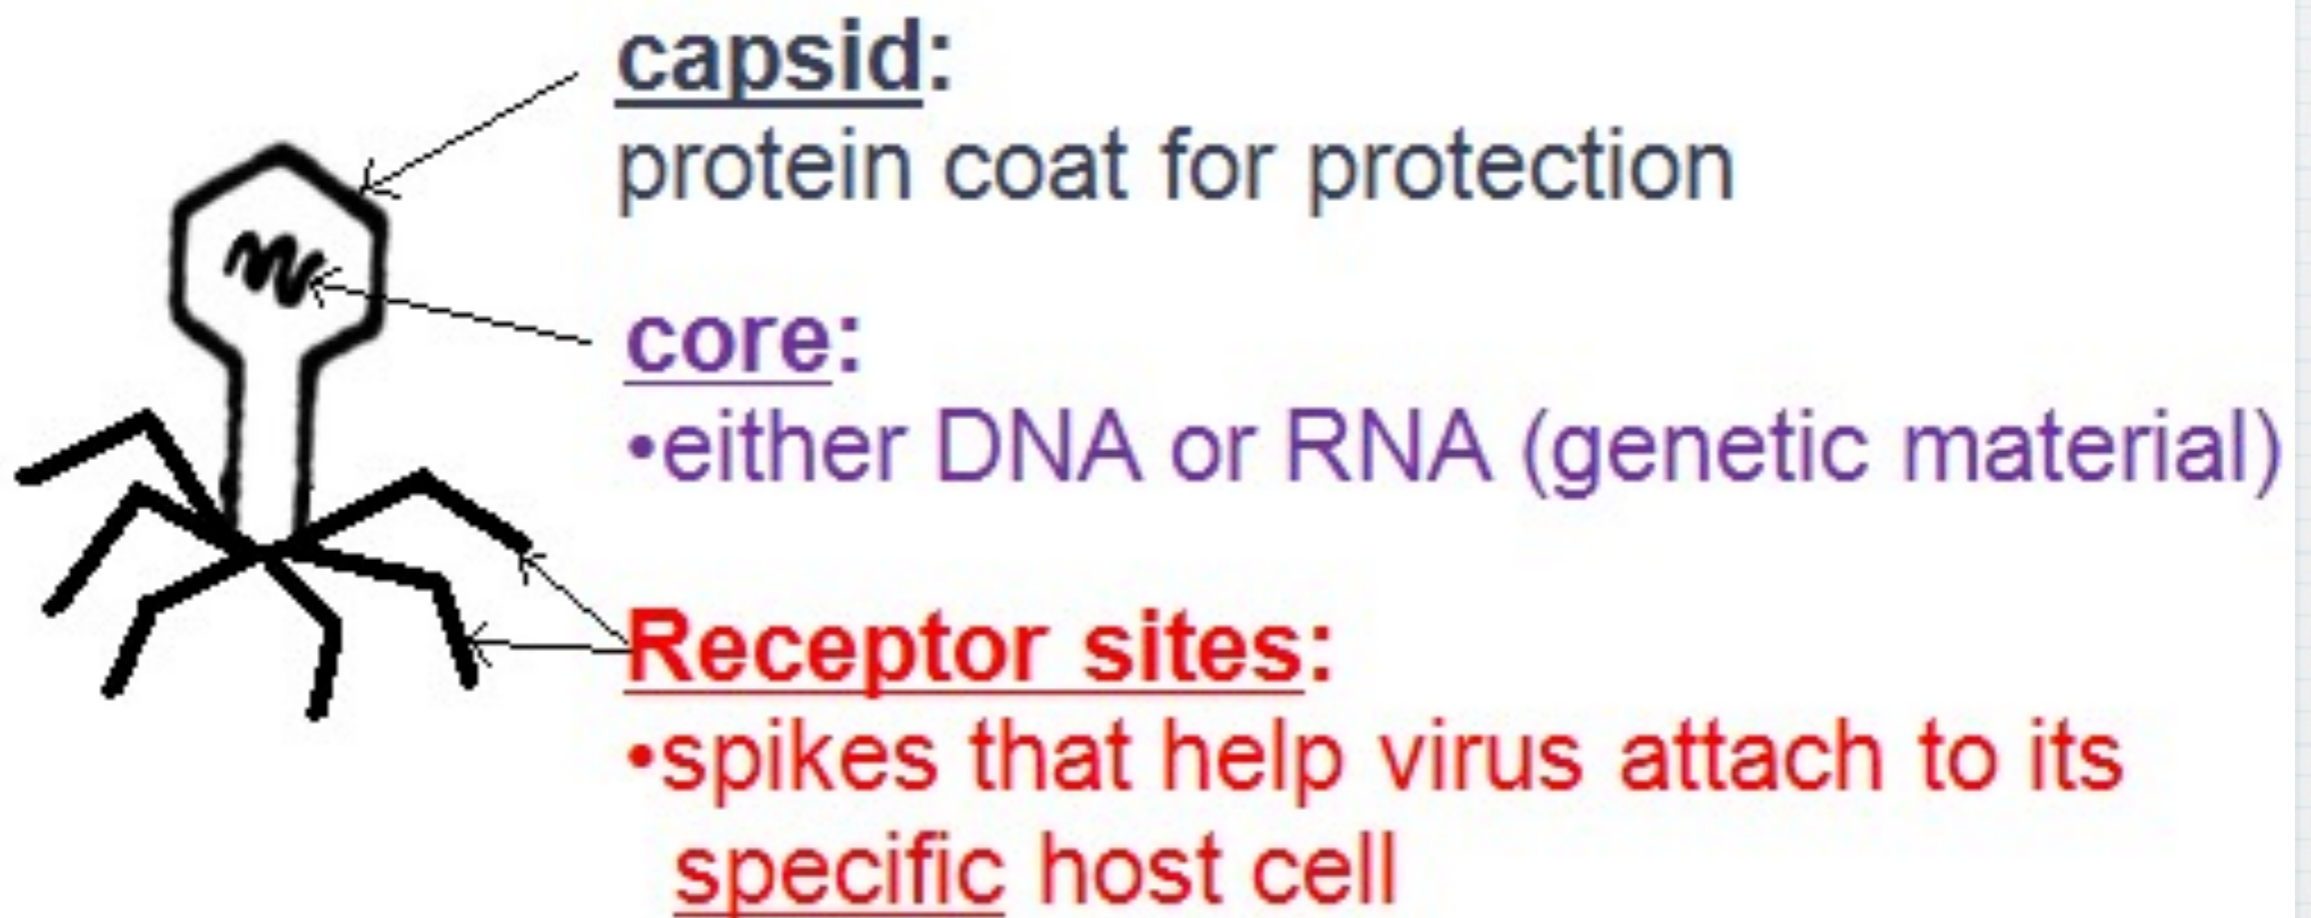 capsid:
protein coat for protection
core:
•either DNA or RNA (genetic material)
Receptor sites:
•spikes that help virus attach to its
specific host cell